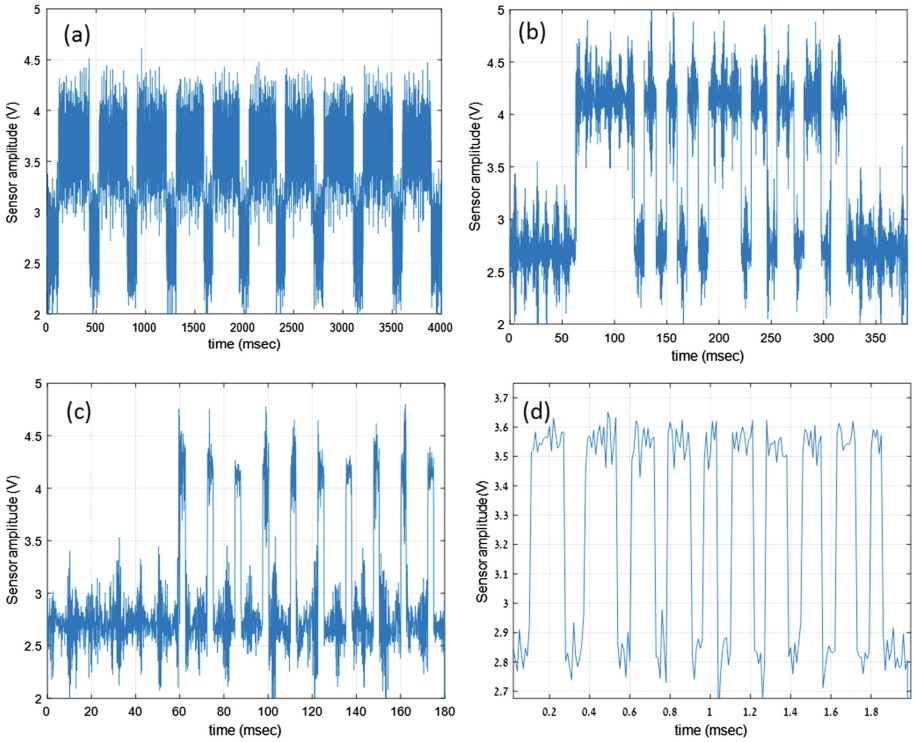 (a)
5
4.5
4
3.5
3
2.5
2
Sensor amplitude (V)
0 500 1000 1500 2000 2500 3000 3500 4000
time (msec)
(b)
5
4.5
4
3.5
3
2.5
2
Sensor amplitude (V)
0 50 100 150 200 250 300 350
time (msec)
(c)
5
4.5
4
3.5
3
2.5
2
Sensor amplitude (V)
0 20 40 60 80 100 120 140 160 180
time (msec)
(d)
3.7
3.6
3.5
3.4
3.3
3.2
3.1
3
2.9
2.8
2.7
Sensor amplitude(V)
0.2 0.4 0.6 0.8 1 1.2 1.4 1.6 1.8
time (msec)